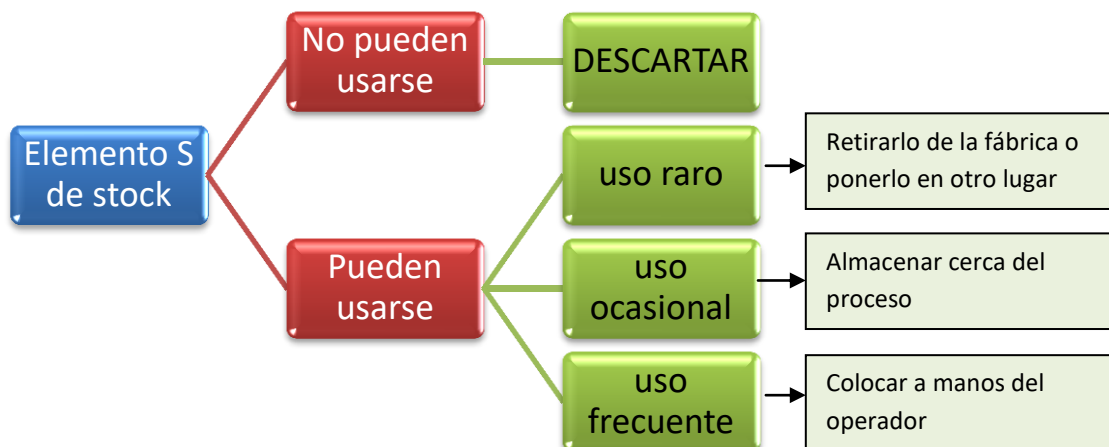 No pueden
usarse
DESCARTAR
Elemento S
de stock
uso raro
Retirarlo de la fábrica o
ponerlo en otro lugar
Pueden
usarse
uso
ocasional
Almacenar cerca del
proceso
uso
frecuente
Colocar a manos del
operador